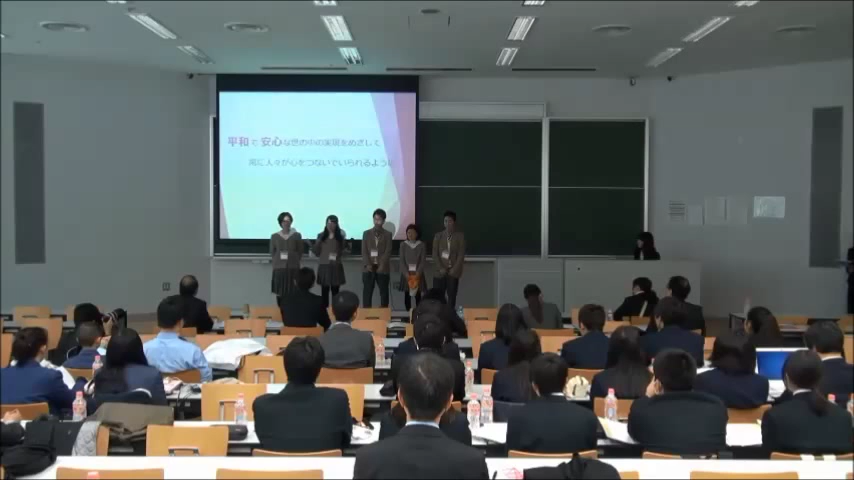 平和で安心な世の中の実現をめざして
常に人々が心をつないでいられるように